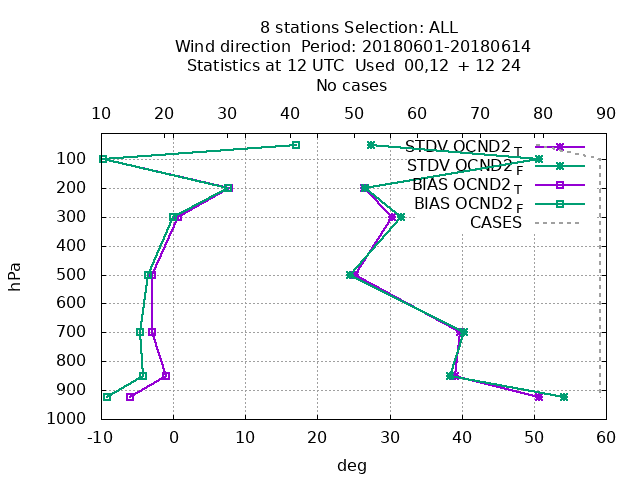 8 stations Selection: ALL
Wind direction  Period: 20180601-20180614
Statistics at 12 UTC  Used  00,12  + 12 24
No cases
10 20 30 40 50 60 70 80 90
STDV OCND2 T
STDV OCND2 F
BIAS OCND2 T
BIAS OCND2 F
CASES
100
200
300
400
500
600
700
800
900
1000
hPa
-10 0 10 20 30 40 50 60
deg